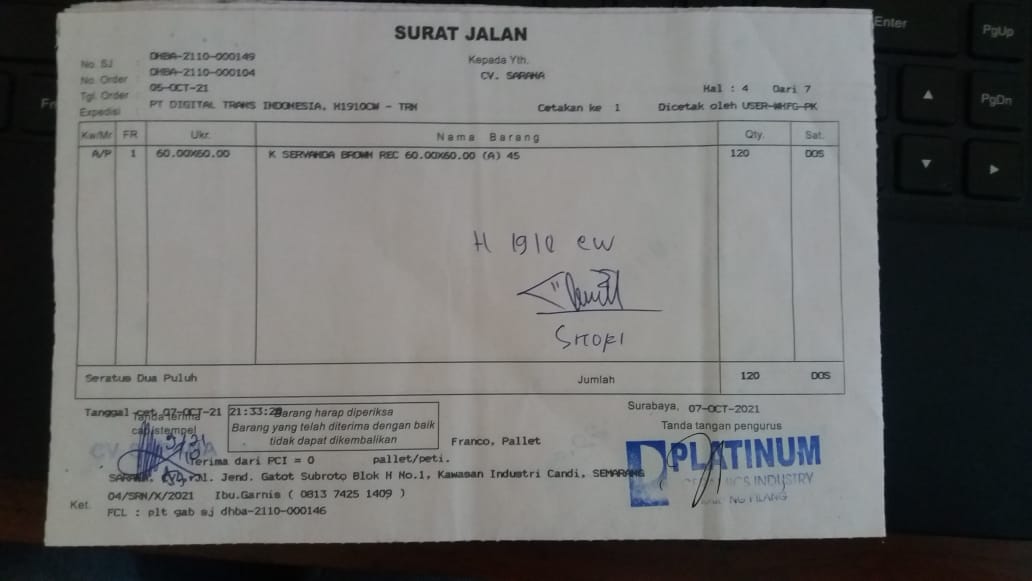 SURAT JALAN
No. SJ DHBA-2110-000149
No. Order DHBA-2110-000104
Tgl. Order 05-OCT-21
Expedisi PT DIGITAL TRANS INDONESIA, H1910CW - TRN
Kepada Yth.
CV. SARANA
Hal : 4 Dari 7
Cetakan ke 1 Dicetak oleh USER-WHFG-PK
Kw/Mr FR Ukr. Nama Barang Qty. Sat.
A/P 1 60.00X60.00 K SERVANDA BROWN REC 60.00X60.00 (A) 45 120 DOS
H 1910 CW
Seratus Dua Puluh Jumlah 120 DOS
Tanggal cet 07-OCT-21 21:33:28
Tanda terima
cap/stempel
Barang harap diperiksa
Barang yang telah diterima dengan baik
tidak dapat dikembalikan
Franco, Pallet
Surabaya, 07-OCT-2021
Tanda tangan pengurus
Terima dari PCI = 0 pallet/peti.
Jl. Jend. Gatot Subroto Blok H No.1, Kawasan Industri Candi, SEMARANG
04/SRN/X/2021 Ibu.Garnis ( 0813 7425 1409 )
Ket. FCL : plt gab sj dhba-2110-000146
PLATINUM
CERAMICS INDUSTRY
Enter
PgUp
PgDn
Fn